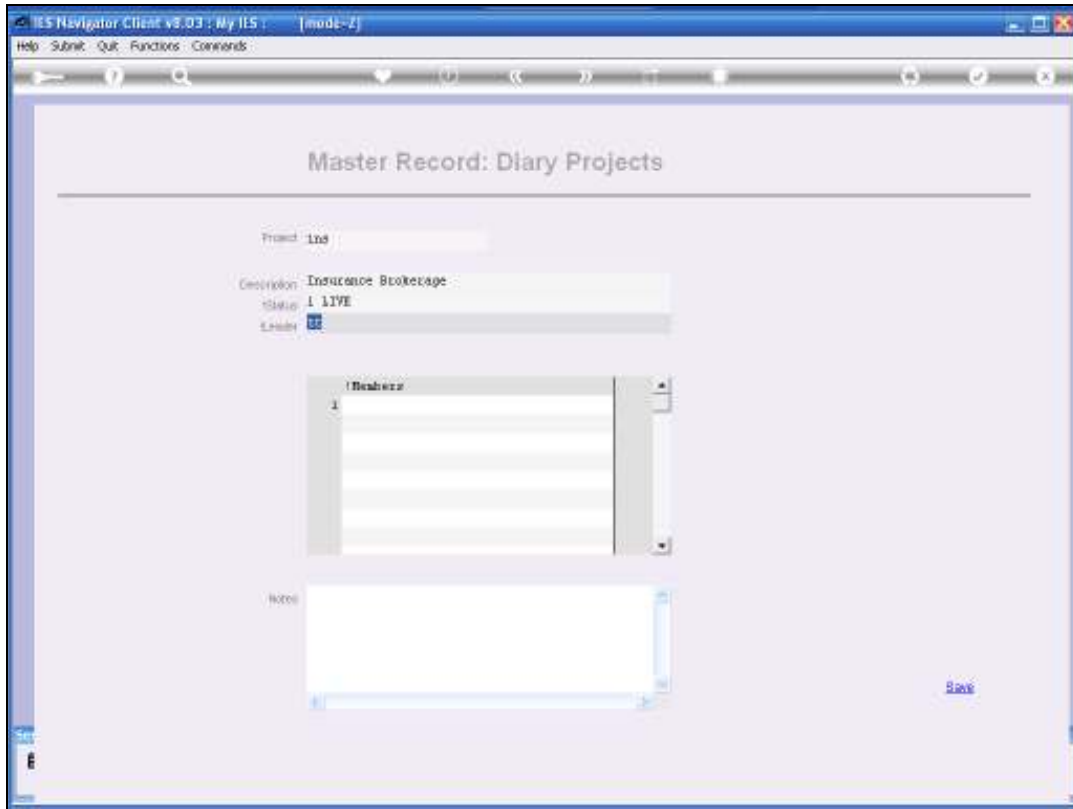 IES Navigator Client v8.03 : My IES : [mode-2]
Help Submit Quit Functions Commands
Master Record: Diary Projects
Project ins
Description Insurance Brokerage
!Status 1 LIVE
!Leader
!Members
1
Notes
Save